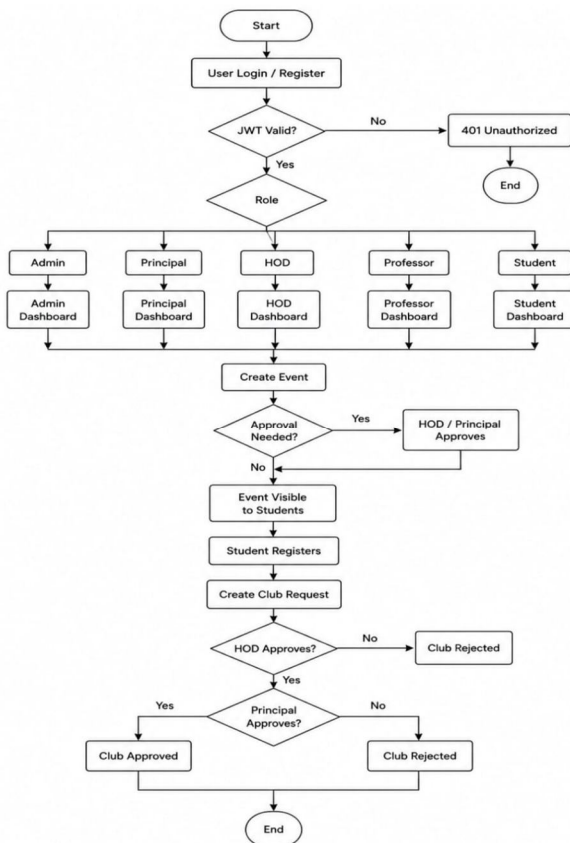 Start
User Login / Register
JWT Valid?
No
401 Unauthorized
Yes
End
Role
Admin
Principal
HOD
Professor
Student
Admin
Dashboard
Principal
Dashboard
HOD
Dashboard
Professor
Dashboard
Student
Dashboard
Create Event
Approval
Needed?
Yes
HOD / Principal
Approves
No
Event Visible
to Students
Student Registers
Create Club Request
HOD Approves?
No
Club Rejected
Yes
Principal
Approves?
Yes
No
Club Approved
Club Rejected
End